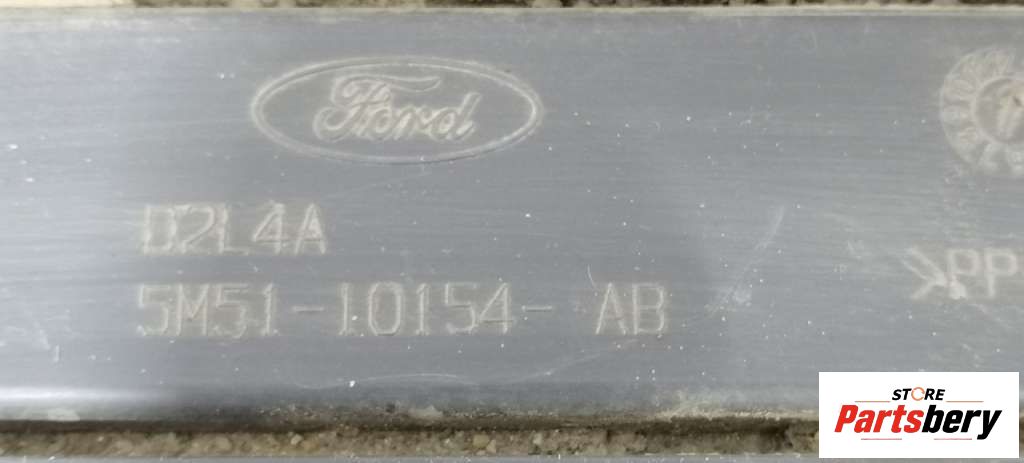 Ford
D2L4A
5M51-10154-AB
>PP
STORE
Partsbery